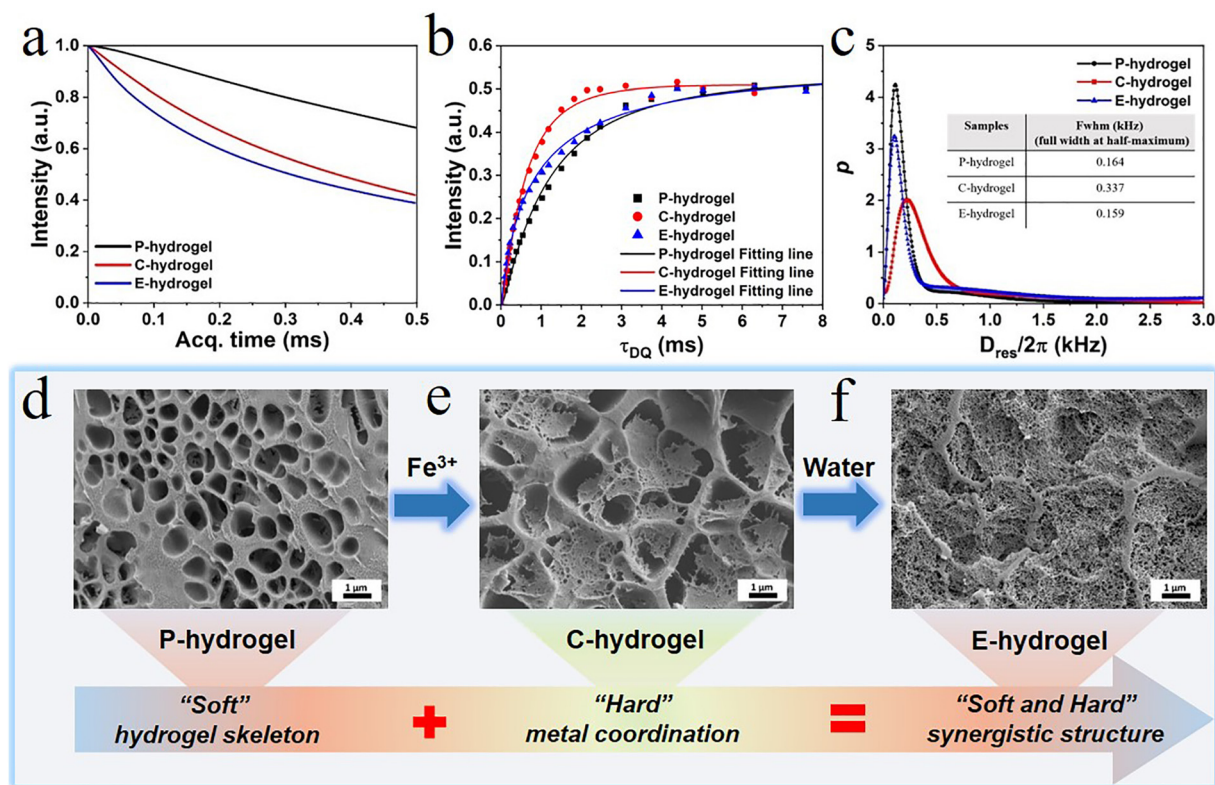 a
1.0
0.8
0.6
0.4
0.2
0.0
Intensity (a.u.)
P-hydrogel
C-hydrogel
E-hydrogel
0.0 0.1 0.2 0.3 0.4 0.5
Acq. time (ms)
b
0.6
0.5
0.4
0.3
0.2
0.1
0.0
Intensity (a.u.)
P-hydrogel
C-hydrogel
E-hydrogel
P-hydrogel Fitting line
C-hydrogel Fitting line
E-hydrogel Fitting line
0 1 2 3 4 5 6 7 8
τDQ (ms)
c
5
4
3
2
1
0
p
P-hydrogel
C-hydrogel
E-hydrogel
Samples Fwhm (kHz)
(full width at half-maximum)
P-hydrogel 0.164
C-hydrogel 0.337
E-hydrogel 0.159
0.0 0.5 1.0 1.5 2.0 2.5 3.0
Dres/2π (kHz)
d
1 μm
Fe³⁺
e
1 μm
Water
f
1 μm
P-hydrogel
C-hydrogel
E-hydrogel
“Soft”
hydrogel skeleton
+
“Hard”
metal coordination
=
“Soft and Hard”
synergistic structure